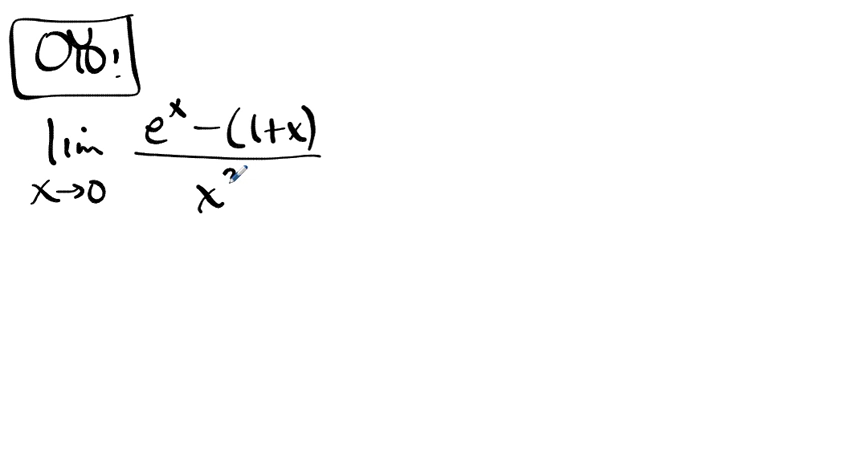 lim e^x - (1+x)
x→0 x²